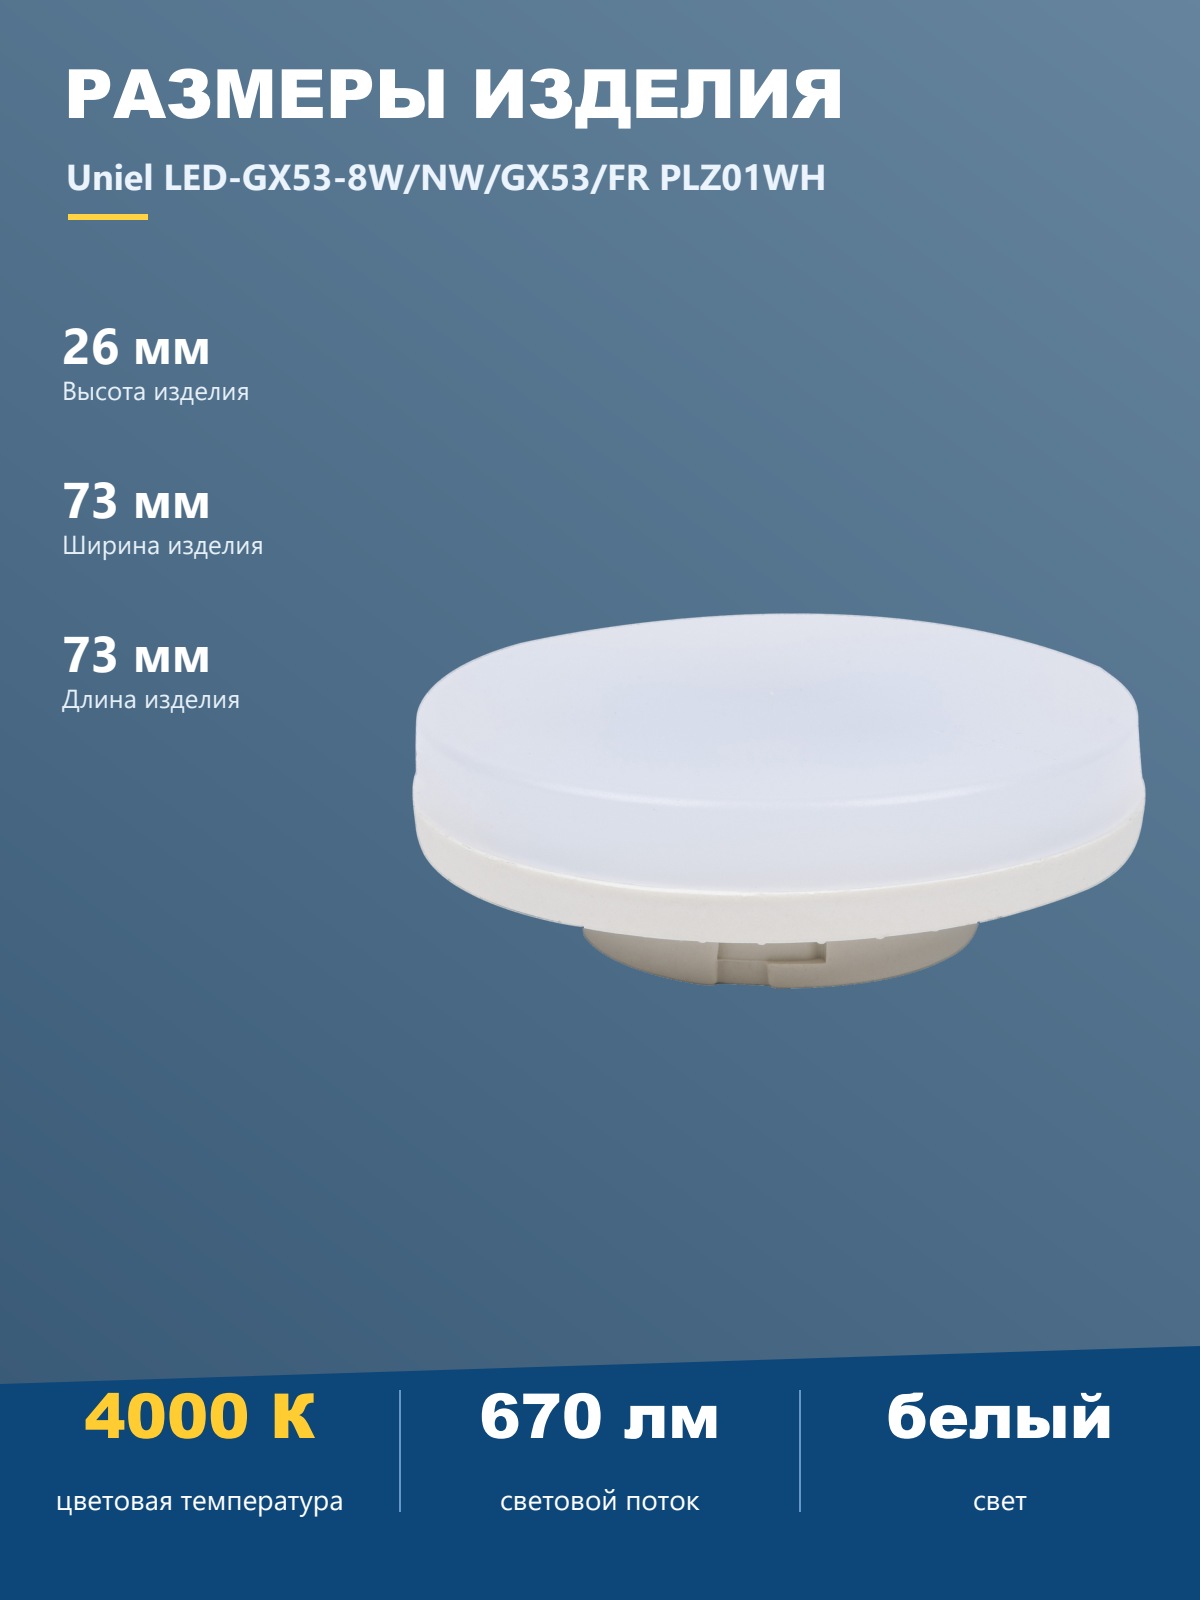 РАЗМЕРЫ ИЗДЕЛИЯ
Uniel LED-GX53-8W/NW/GX53/FR PLZ01WH
26 мм
Высота изделия
73 мм
Ширина изделия
73 мм
Длина изделия
4000 К
цветовая температура
670 лм
световой поток
белый
свет